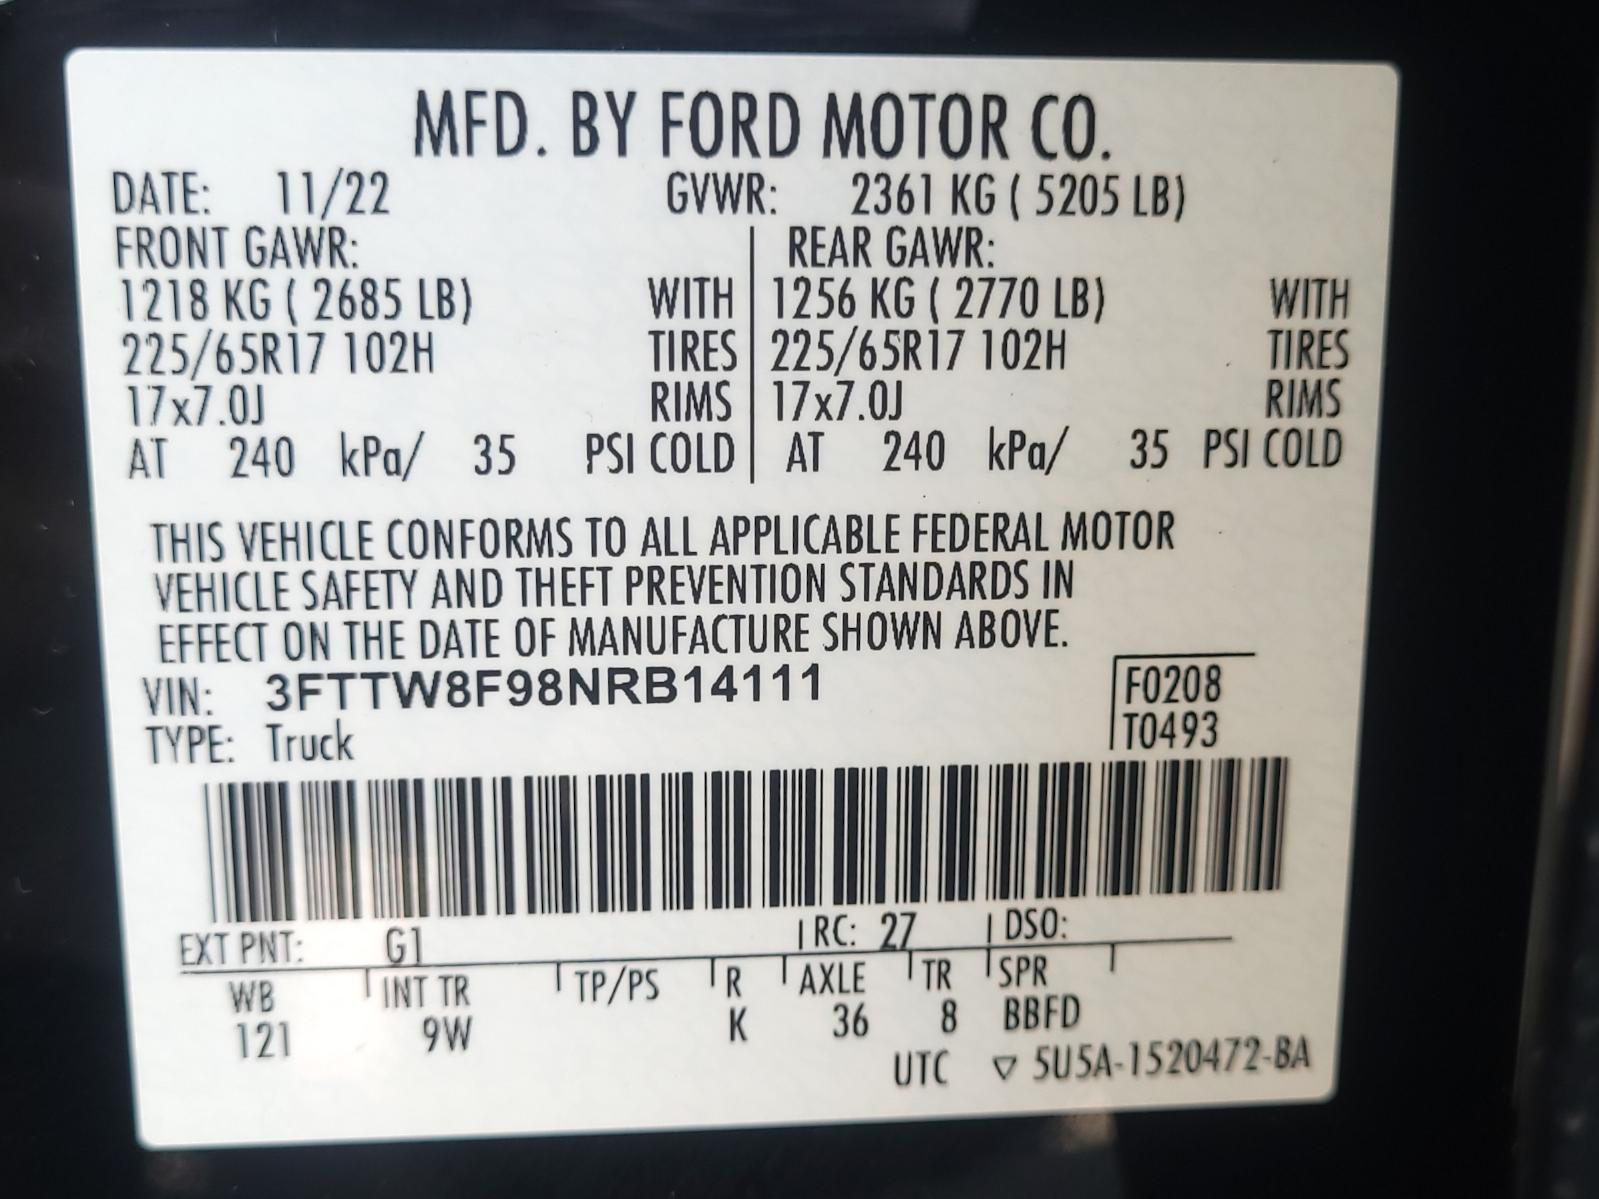 MFD. BY FORD MOTOR CO.
DATE: 11/22 GVWR: 2361 KG ( 5205 LB)
FRONT GAWR: REAR GAWR:
1218 KG ( 2685 LB) WITH 1256 KG ( 2770 LB) WITH
225/65R17 102H TIRES 225/65R17 102H TIRES
17x7.0J RIMS 17x7.0J RIMS
AT 240 kPa/ 35 PSI COLD AT 240 kPa/ 35 PSI COLD
THIS VEHICLE CONFORMS TO ALL APPLICABLE FEDERAL MOTOR
VEHICLE SAFETY AND THEFT PREVENTION STANDARDS IN
EFFECT ON THE DATE OF MANUFACTURE SHOWN ABOVE.
VIN: 3FTTW8F98NRB14111 F0208
TYPE: Truck T0493
EXT PNT: G1 RC: 27 DSO:
WB INT TR TP/PS R AXLE TR SPR
121 9W K 36 8 BBFD
UTC ▽ 5U5A-1520472-BA